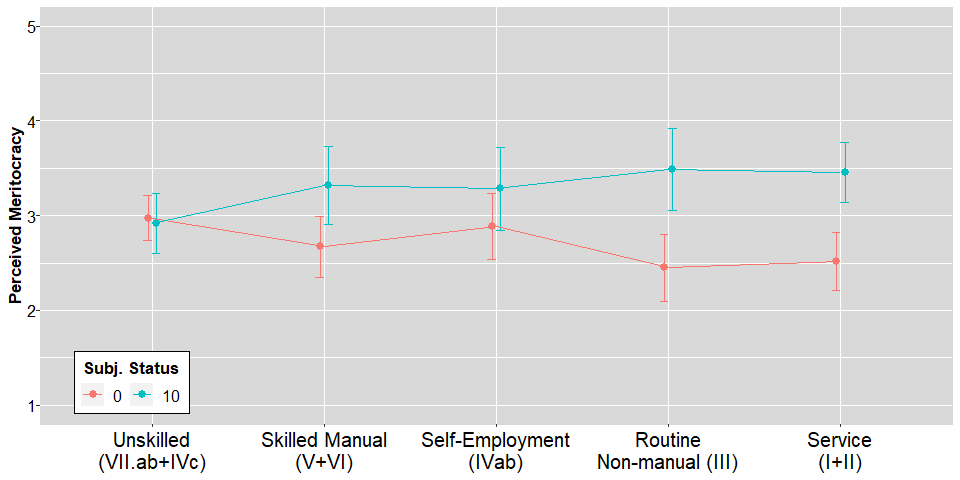 5
4
3
2
1
Perceived Meritocracy
Subj. Status
0 10
Unskilled
(VII.ab+IVc)
Skilled Manual
(V+VI)
Self-Employment
(IVab)
Routine
Non-manual (III)
Service
(I+II)